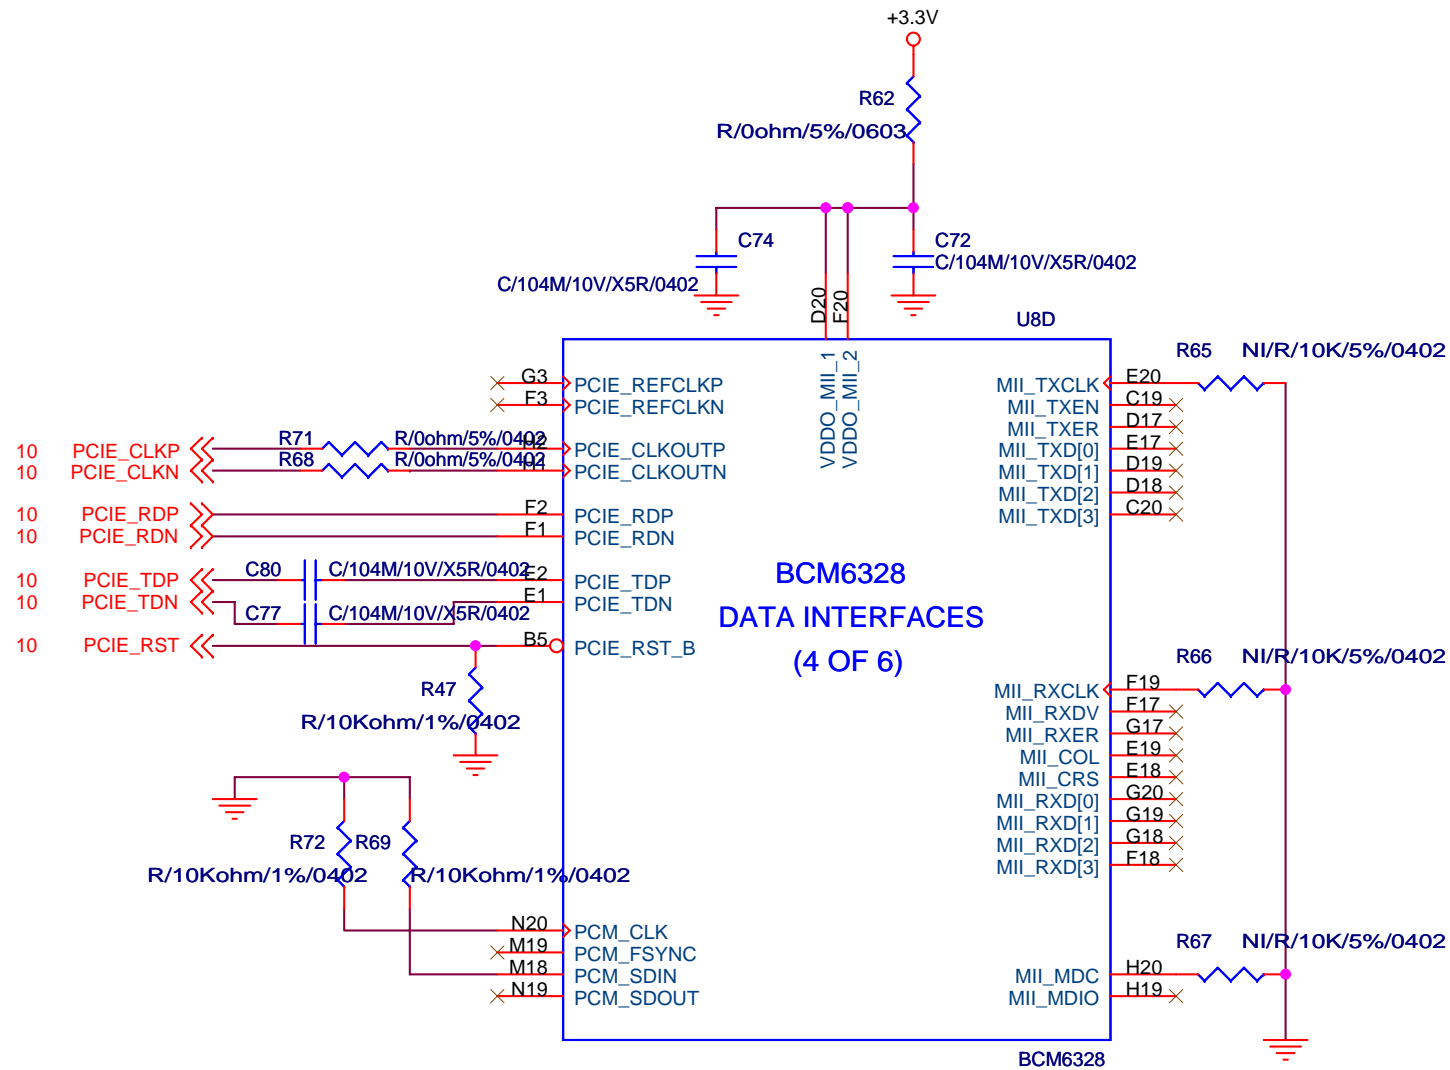 +3.3V
R62
R/0ohm/5%/0603
C74
C/104M/10V/X5R/0402
C72
C/104M/10V/X5R/0402
D20
F20
VDDO_MII_1
VDDO_MII_2
U8D
G3 PCIE_REFCLKP
F3 PCIE_REFCLKN
10 PCIE_CLKP R71 R/0ohm/5%/0402 H2 PCIE_CLKOUTP
10 PCIE_CLKN R68 R/0ohm/5%/0402 H1 PCIE_CLKOUTN
10 PCIE_RDP F2 PCIE_RDP
10 PCIE_RDN F1 PCIE_RDN
10 PCIE_TDP C80 C/104M/10V/X5R/0402 E2 PCIE_TDP
10 PCIE_TDN C77 C/104M/10V/X5R/0402 E1 PCIE_TDN
10 PCIE_RST B5 PCIE_RST_B
R47
R/10Kohm/1%/0402
R72
R/10Kohm/1%/0402
R69
R/10Kohm/1%/0402
N20 PCM_CLK
M19 PCM_FSYNC
M18 PCM_SDIN
N19 PCM_SDOUT
BCM6328
DATA INTERFACES
(4 OF 6)
R65 NI/R/10K/5%/0402
MII_TXCLK E20
MII_TXEN C19
MII_TXER D17
MII_TXD[0] E17
MII_TXD[1] D19
MII_TXD[2] D18
MII_TXD[3] C20
R66 NI/R/10K/5%/0402
MII_RXCLK F19
MII_RXDV F17
MII_RXER G17
MII_COL E19
MII_CRS E18
MII_RXD[0] G20
MII_RXD[1] G19
MII_RXD[2] G18
MII_RXD[3] F18
R67 NI/R/10K/5%/0402
MII_MDC H20
MII_MDIO H19
BCM6328